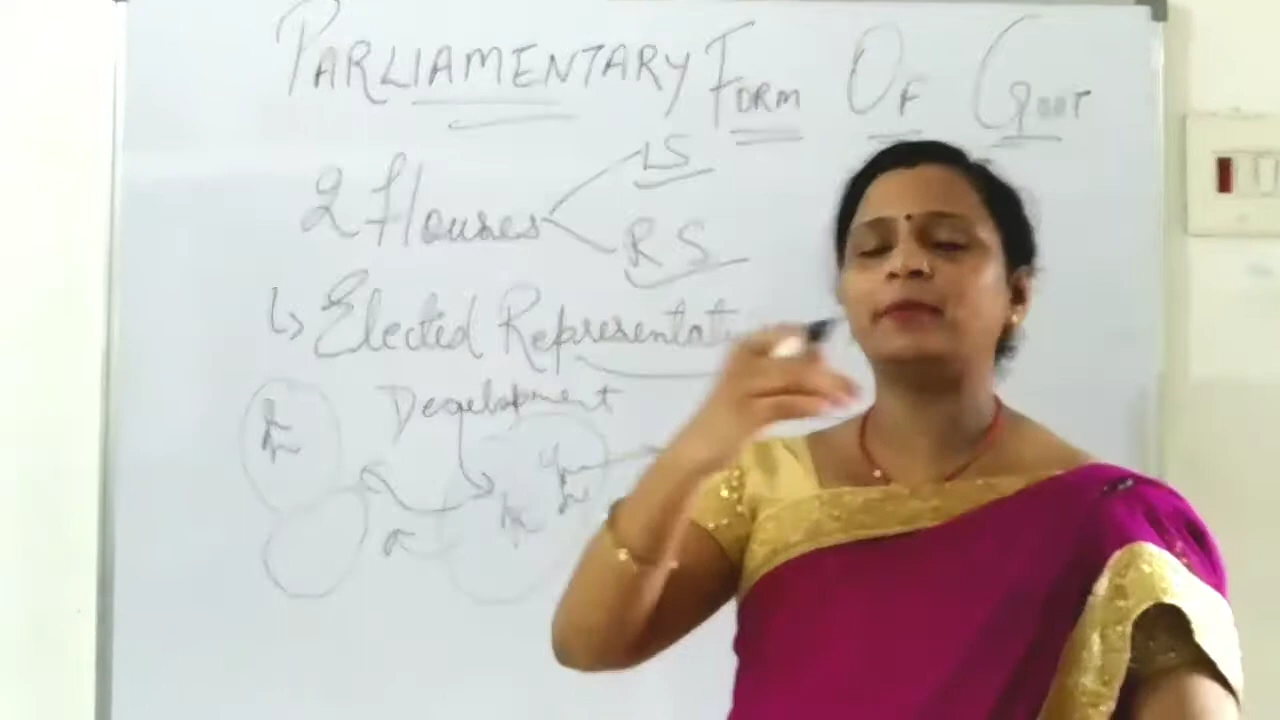 PARLIAMENTARY FORM OF GOVT
2 Houses
LS
RS
↳ Elected Representat
Development